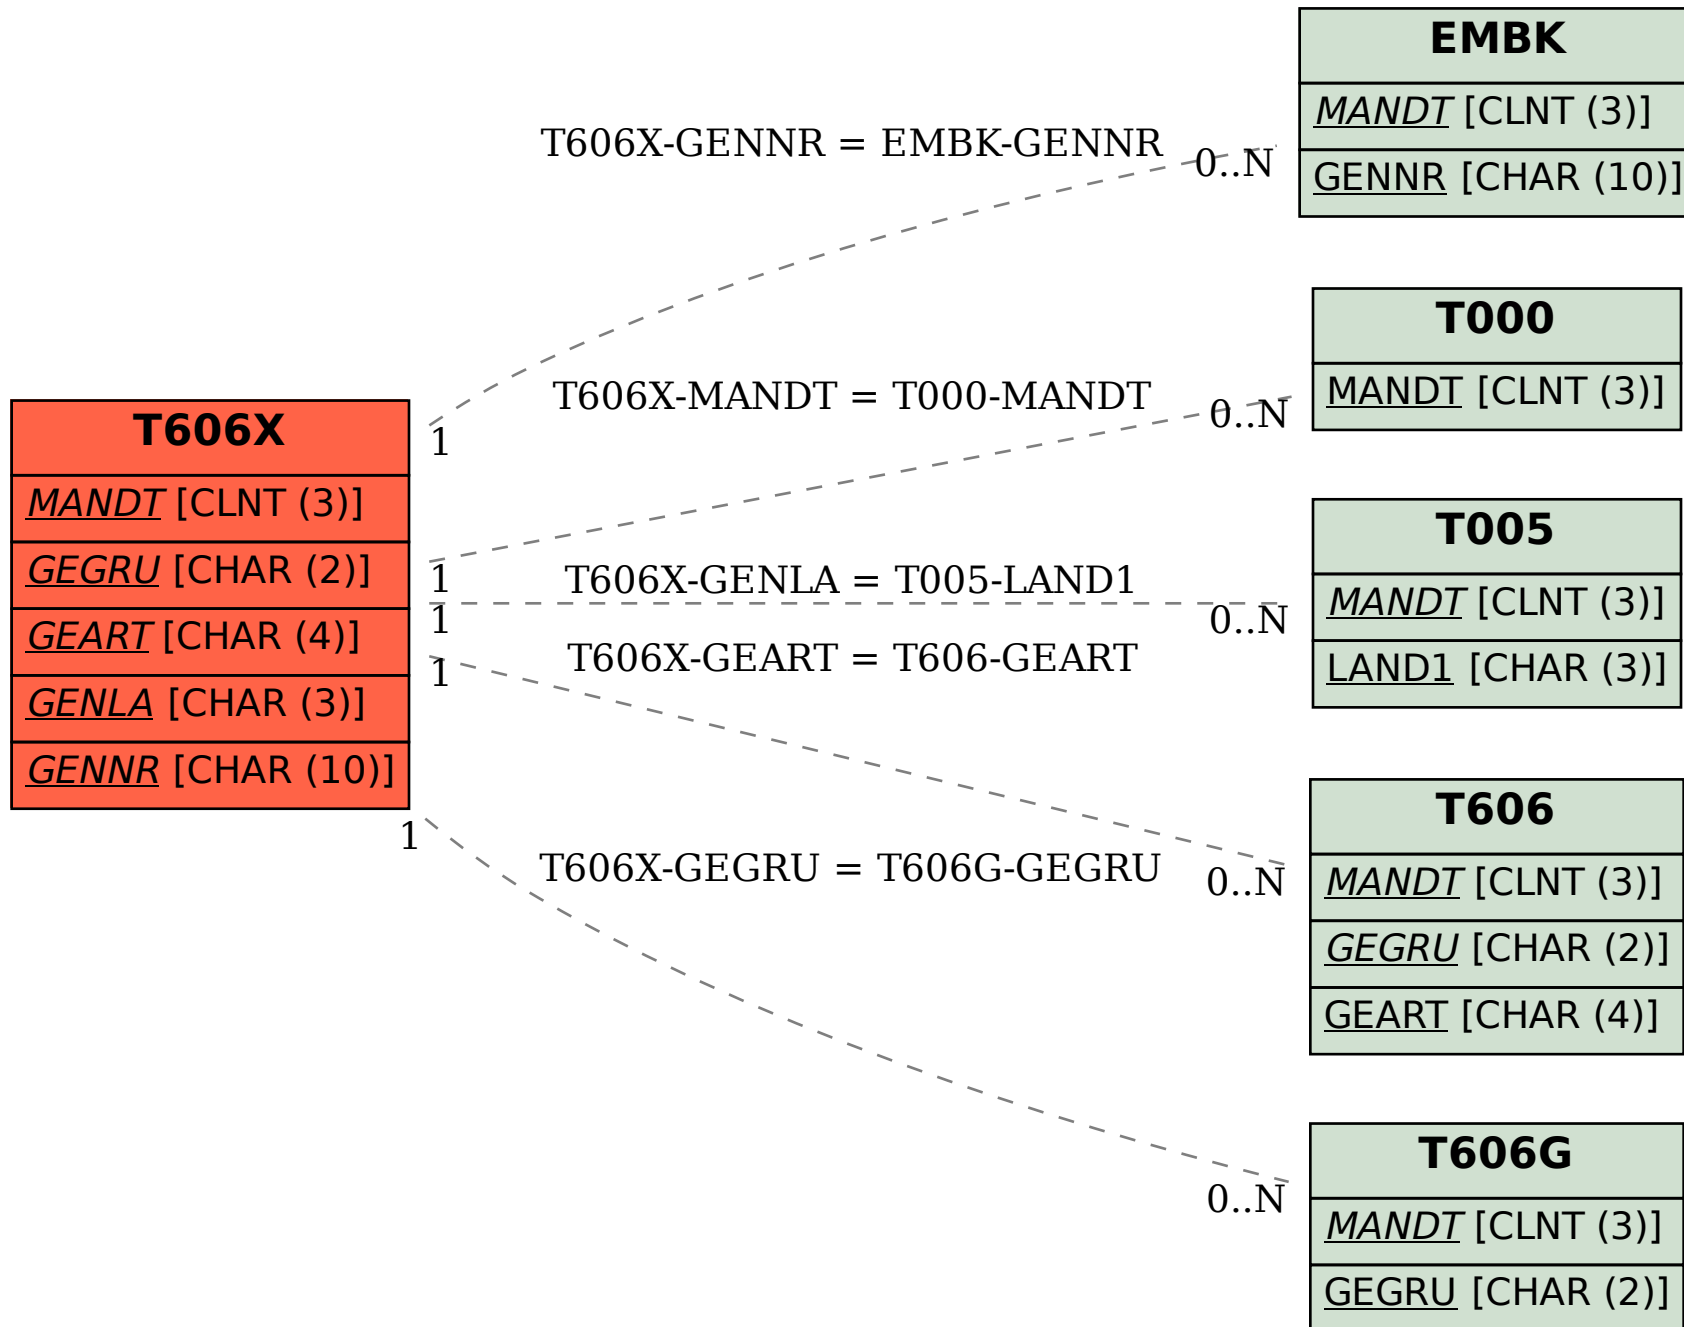 EMBK
MANDT [CLNT (3)]
GENNR [CHAR (10)]
T606X-GENNR = EMBK-GENNR
0..N
1
T000
MANDT [CLNT (3)]
T606X-MANDT = T000-MANDT
0..N
1
T606X
MANDT [CLNT (3)]
GEGRU [CHAR (2)]
GEART [CHAR (4)]
GENLA [CHAR (3)]
GENNR [CHAR (10)]
T005
MANDT [CLNT (3)]
LAND1 [CHAR (3)]
T606X-GENLA = T005-LAND1
0..N
1
T606X-GEART = T606-GEART
0..N
1
T606
MANDT [CLNT (3)]
GEGRU [CHAR (2)]
GEART [CHAR (4)]
T606X-GEGRU = T606G-GEGRU
0..N
1
T606G
MANDT [CLNT (3)]
GEGRU [CHAR (2)]